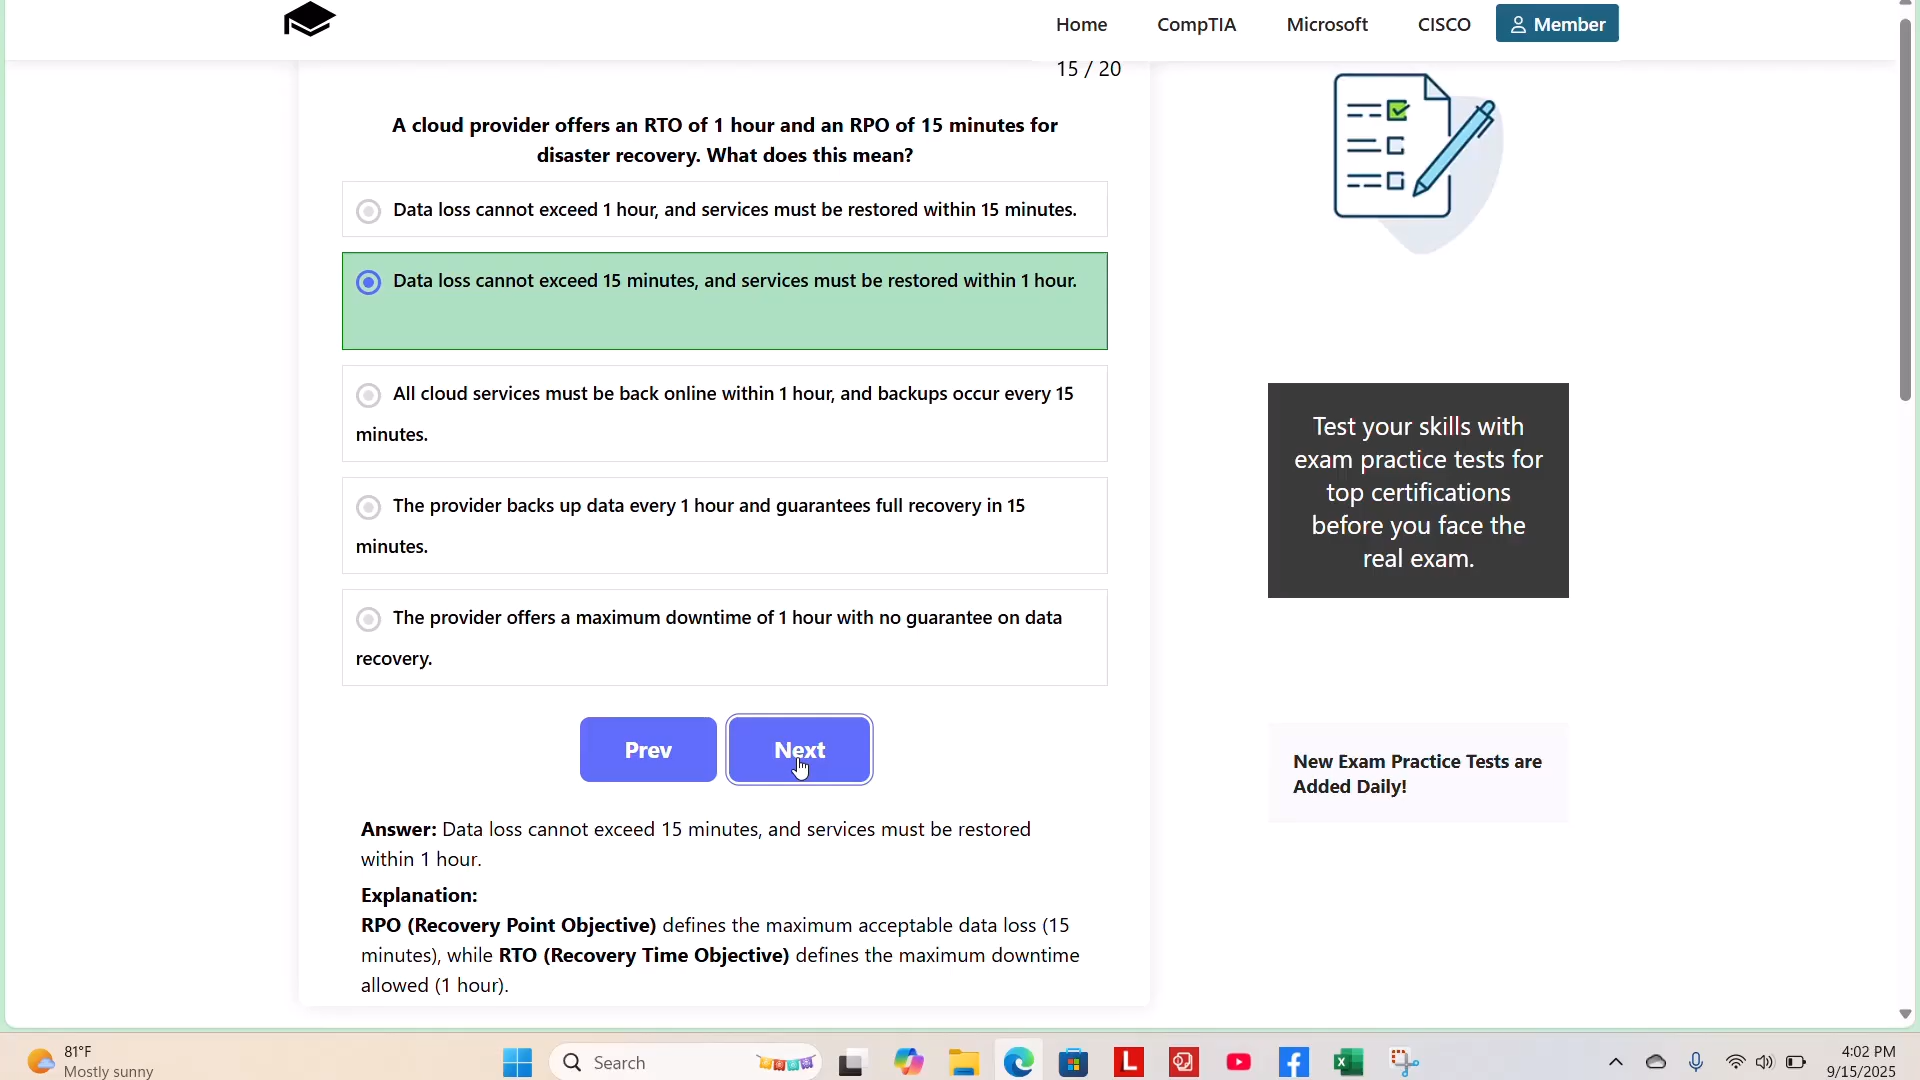 Home
CompTIA
Microsoft
CISCO
Member
15 / 20
A cloud provider offers an RTO of 1 hour and an RPO of 15 minutes for
disaster recovery. What does this mean?
Data loss cannot exceed 1 hour, and services must be restored within 15 minutes.
Data loss cannot exceed 15 minutes, and services must be restored within 1 hour.
All cloud services must be back online within 1 hour, and backups occur every 15
minutes.
The provider backs up data every 1 hour and guarantees full recovery in 15
minutes.
The provider offers a maximum downtime of 1 hour with no guarantee on data
recovery.
Prev
Next
Answer: Data loss cannot exceed 15 minutes, and services must be restored
within 1 hour.
Explanation:
RPO (Recovery Point Objective) defines the maximum acceptable data loss (15
minutes), while RTO (Recovery Time Objective) defines the maximum downtime
allowed (1 hour).
Test your skills with
exam practice tests for
top certifications
before you face the
real exam.
New Exam Practice Tests are
Added Daily!
81°F
Mostly sunny
Search
L
4:02 PM
9/15/2025